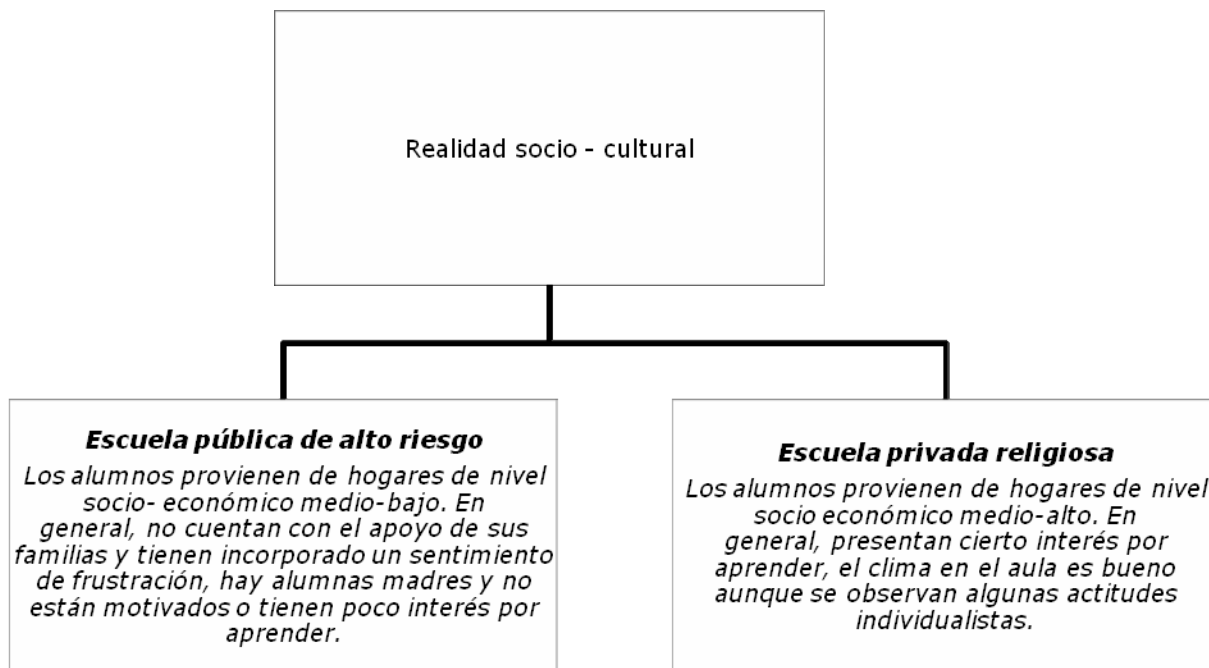 Realidad socio - cultural
Escuela pública de alto riesgo
Los alumnos provienen de hogares de nivel
socio- económico medio-bajo. En
general, no cuentan con el apoyo de sus
familias y tienen incorporado un sentimiento
de frustración, hay alumnas madres y no
están motivados o tienen poco interés por
aprender.
Escuela privada religiosa
Los alumnos provienen de hogares de nivel
socio económico medio-alto. En
general, presentan cierto interés por
aprender, el clima en el aula es bueno
aunque se observan algunas actitudes
individualistas.